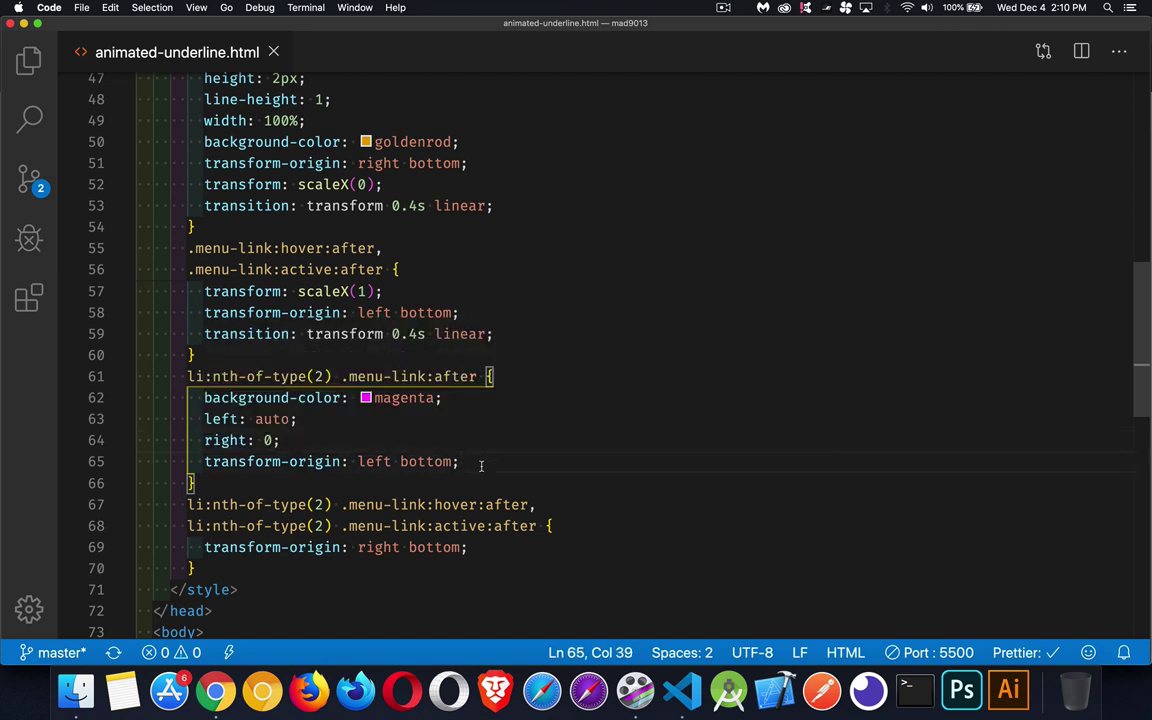 Code File Edit Selection View Go Debug Terminal Window Help 100% Wed Dec 4 2:10 PM
animated-underline.html — mad9013
<> animated-underline.html
47 height: 2px;
48 line-height: 1;
49 width: 100%;
50 background-color: goldenrod;
51 transform-origin: right bottom;
52 transform: scaleX(0);
53 transition: transform 0.4s linear;
54 }
55 .menu-link:hover:after,
56 .menu-link:active:after {
57 transform: scaleX(1);
58 transform-origin: left bottom;
59 transition: transform 0.4s linear;
60 }
61 li:nth-of-type(2) .menu-link:after {
62 background-color: magenta;
63 left: auto;
64 right: 0;
65 transform-origin: left bottom;
66 }
67 li:nth-of-type(2) .menu-link:hover:after,
68 li:nth-of-type(2) .menu-link:active:after {
69 transform-origin: right bottom;
70 }
71 </style>
72 </head>
73 <body>
2
master* 0 0 Ln 65, Col 39 Spaces: 2 UTF-8 LF HTML Port : 5500 Prettier: ✓
6
>_
Ps
Ai